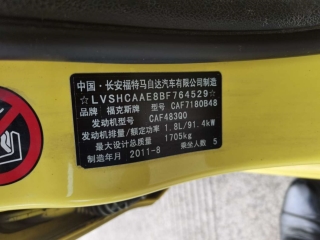 中国·长安福特马自达汽车有限公司制造
☆LVSHCAAE8BF764529☆
品牌 福克斯牌 型号 CAF7180B48
发动机型号 CAF483Q0
发动机排量/额定功率 1.8L/91.4kW
最大设计总质量 1705kg
制造年月 2011-8 乘坐人数 5